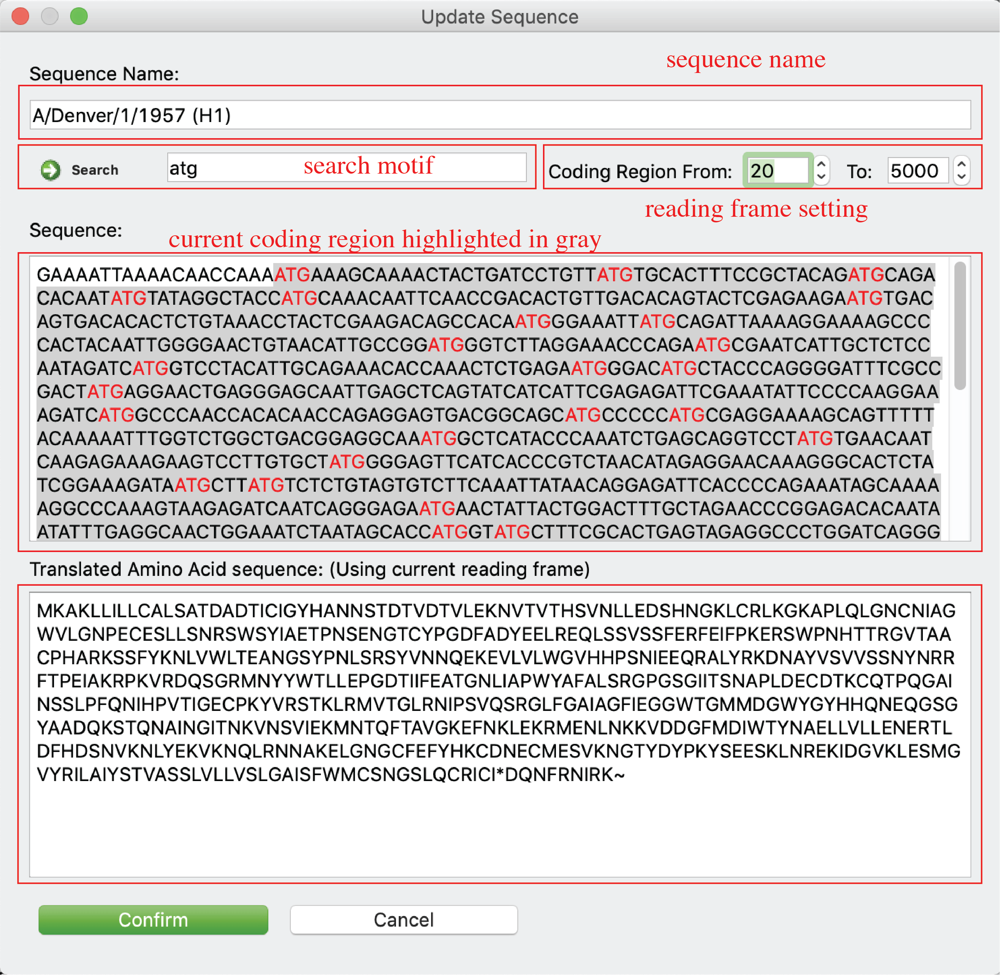 Update Sequence
sequence name
Sequence Name:
A/Denver/1/1957 (H1)
Search
atg
search motif
Coding Region From:
20
To:
5000
reading frame setting
Sequence:
current coding region highlighted in gray
GAAAATTAAAACAACCAAAATGAAAGCAAAACTACTGATCCTGTTATGTGCACTTTCCGCTACAGATGCAGA
CACAATATGTATAGGCTACCATGCAAACAATTCAACCGACACTGTTGACACAGTACTCGAGAAGAATGTGAC
AGTGACACACTCTGTAAACCTACTCGAAGACAGCCACAATGGGAAATTATGCAGATTAAAAGGAAAAGCCC
CACTACAATTGGGGAACTGTAACATTGCCGGATGGGTCTTAGGAAACCCAGAATGCGAATCATTGCTCTCC
AATAGATCATGGTCCTACATTGCAGAAACACCAAACTCTGAGAATGGGACATGCTACCCAGGGGATTTCGCC
GACTATGAGGAACTGAGGGAGCAATTGAGCTCAGTATCATCATTCGAGAGATTCGAAATATTCCCCAAGGAA
AGATCATGGCCCAACCACACAACCAGAGGAGTGACGGCAGCATGCCCCCATGCGAGGAAAAGCAGTTTTT
ACAAAAATTTGGTCTGGCTGACGGAGGCAAATGGCTCATACCCAAATCTGAGCAGGTCCTATGTGAACAAT
CAAGAGAAAGAAGTCCTTGTGCTATGGGGAGTTCATCACCCGTCTAACATAGAGGAACAAAGGGCACTCTA
TCGGAAAGATAATGCTTATGTCTCTGTAGTGTCTTCAAATTATAACAGGAGATTCACCCCAGAAATAGCAAAA
AGGCCCAAAGTAAGAGATCAATCAGGGAGAATGAACTATTACTGGACTTTGCTAGAACCCGGAGACACAATA
ATATTTGAGGCAACTGGAAATCTAATAGCACCATGGTATGCTTTCGCACTGAGTAGAGGCCCTGGATCAGGG
Translated Amino Acid sequence: (Using current reading frame)
MKAKLLILLCALSATDADTICIGYHANNSTDTVDTVLEKNVTVTHSVNLLEDSHNGKLCRLKGKAPLQLGNCNIAG
WVLGNPECESLLSNRSWSYIAETPNSENGTCYPGDFADYEELREQLSSVSSFERFEIFPKERSWPNHTTRGVTAA
CPHARKSSFYKNLVWLTEANGSYPNLSRSYVNNQEKEVLVLWGVHHPSNIEEQRALYRKDNAYVSVVSSNYNRR
FTPEIAKRPKVRDQSGRMNYYWTLLEPGDTIIFEATGNLIAPWYAFALSRGPGSGIITSNAPLDECDTKCQTPQGAI
NSSLPFQNIHPVTIGECPKYVRSTKLRMVTGLRNIPSVQSRGLFGAIAGFIEGGWTGMMDGWYGYHHQNEQGSG
YAADQKSTQNAINGITNKVNSVIEKMNTQFTAVGKEFNKLEKRMENLNKKVDDGFMDIWTYNAELLVLLENERTL
DFHDSNVKNLYEKVKNQLRNNAKELGNGCFEFYHKCDNECMESVKNGTYDYPKYSEESKLNREKIDGVKLESMG
VYRILAIYSTVASSLVLLVSLGAISFWMCSNGSLQCRICI*DQNFRNIRK~
Confirm
Cancel